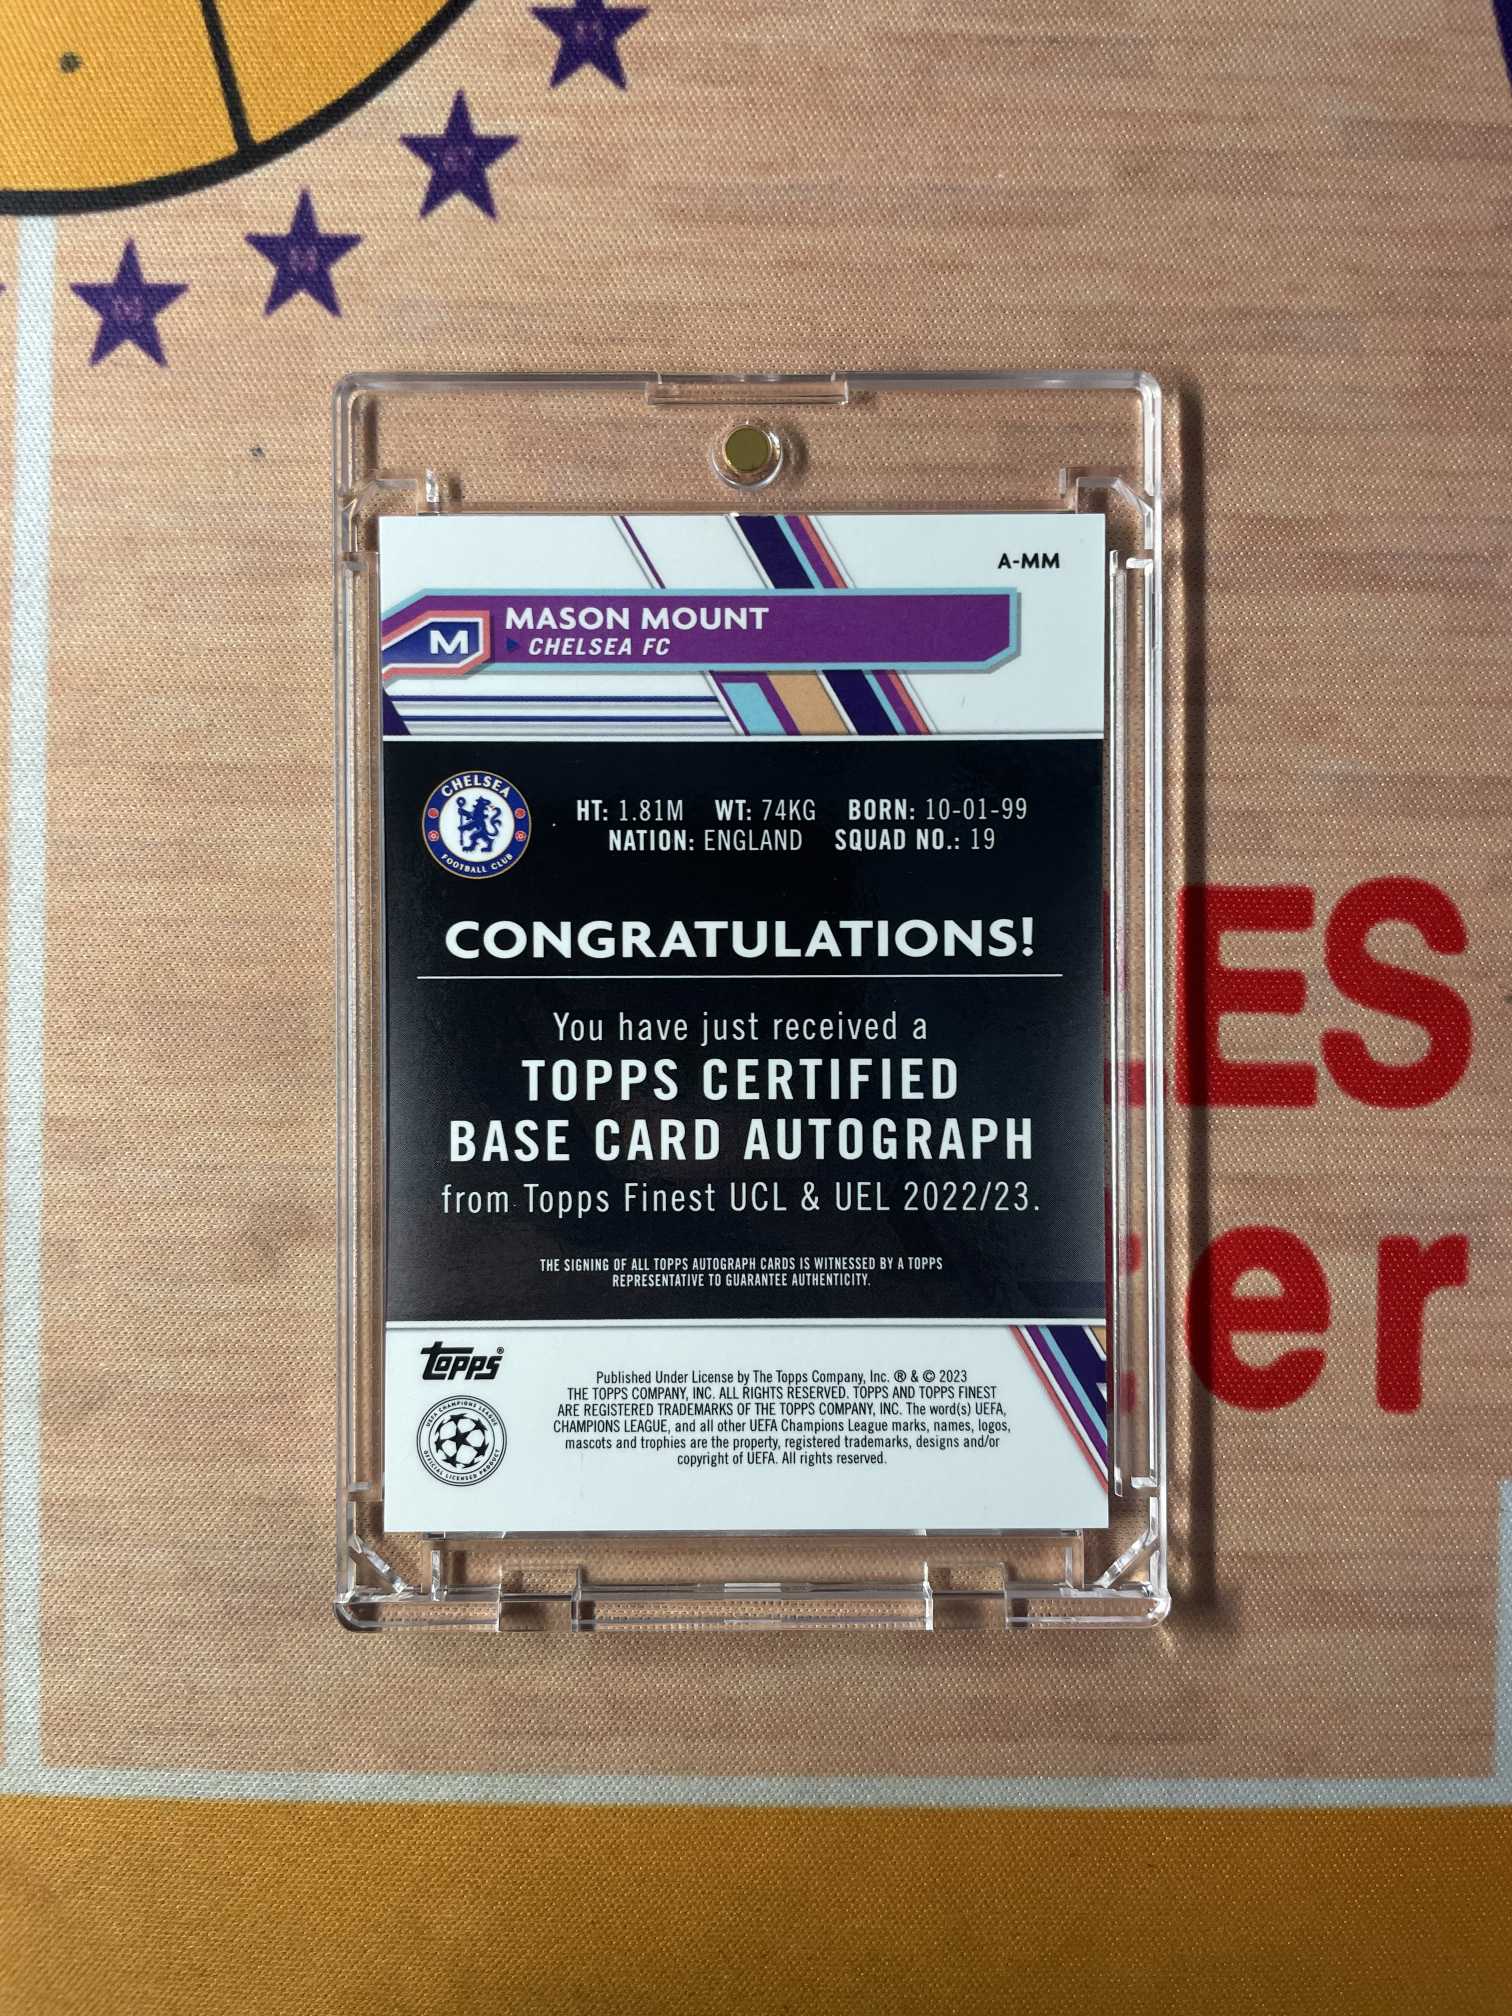 A-MM
MASON MOUNT
M
CHELSEA FC
CHELSEA
FOOTBALL CLUB
HT: 1.81M WT: 74KG BORN: 10-01-99
NATION: ENGLAND SQUAD NO.: 19
CONGRATULATIONS!
You have just received a
TOPPS CERTIFIED
BASE CARD AUTOGRAPH
from Topps Finest UCL & UEL 2022/23.
THE SIGNING OF ALL TOPPS AUTOGRAPH CARDS IS WITNESSED BY A TOPPS
REPRESENTATIVE TO GUARANTEE AUTHENTICITY.
topps®
UEFA CHAMPIONS LEAGUE
OFFICIAL LICENSED PRODUCT
Published Under License by The Topps Company, Inc. ® & © 2023
THE TOPPS COMPANY, INC. ALL RIGHTS RESERVED. TOPPS AND TOPPS FINEST
ARE REGISTERED TRADEMARKS OF THE TOPPS COMPANY, INC. The word(s) UEFA,
CHAMPIONS LEAGUE, and all other UEFA Champions League marks, names, logos,
mascots and trophies are the property, registered trademarks, designs and/or
copyright of UEFA. All rights reserved.